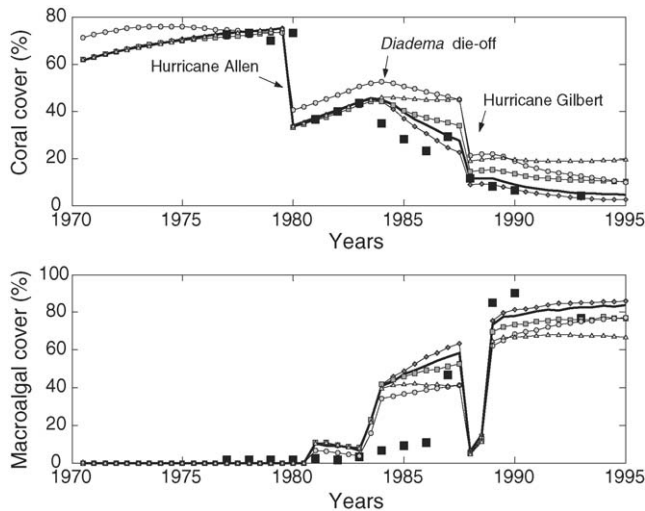 80
60
40
20
0
Coral cover (%)
Hurricane Allen
Diadema die-off
Hurricane Gilbert
1970 1975 1980 1985 1990 1995
Years
100
80
60
40
20
0
Macroalgal cover (%)
1970 1975 1980 1985 1990 1995
Years